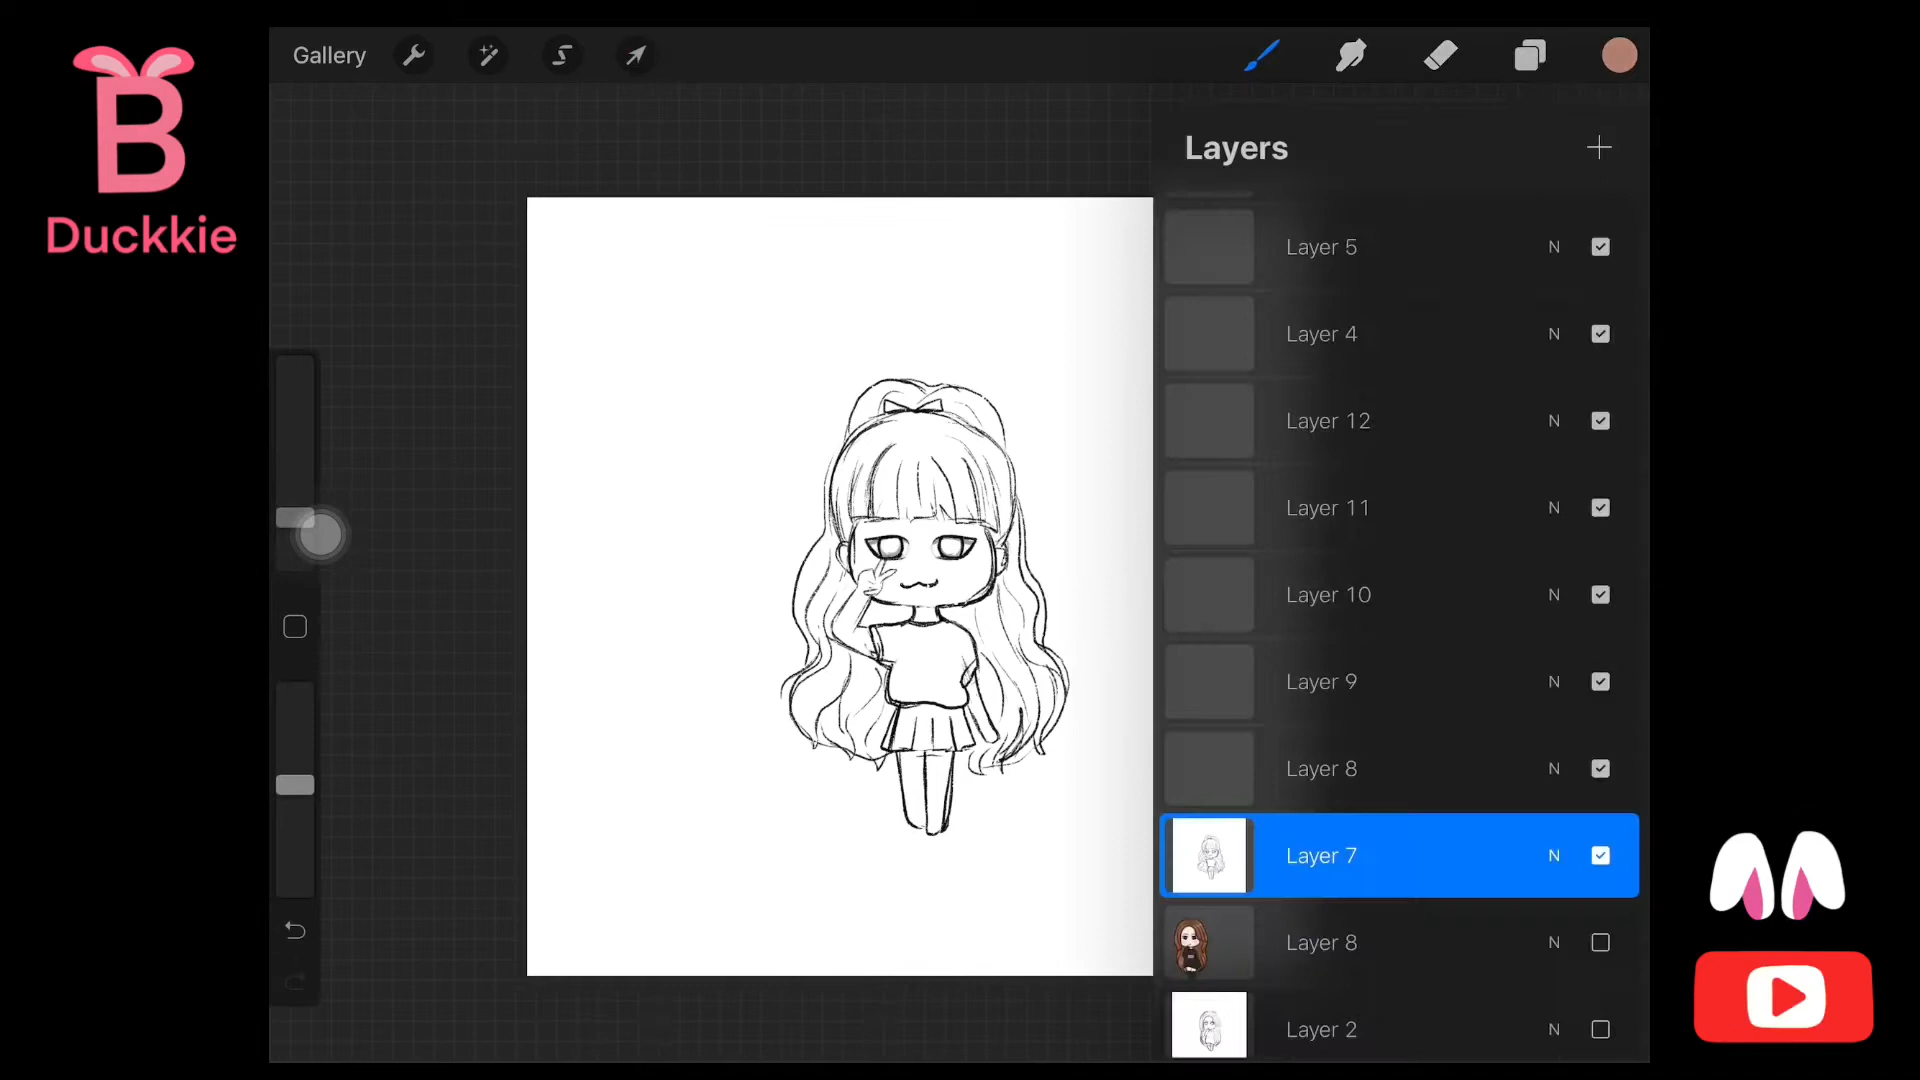 B
Duckkie
Gallery
Layers
Layer 5 N
Layer 4 N
Layer 12 N
Layer 11 N
Layer 10 N
Layer 9 N
Layer 8 N
Layer 7 N
Layer 8 N
Layer 2 N